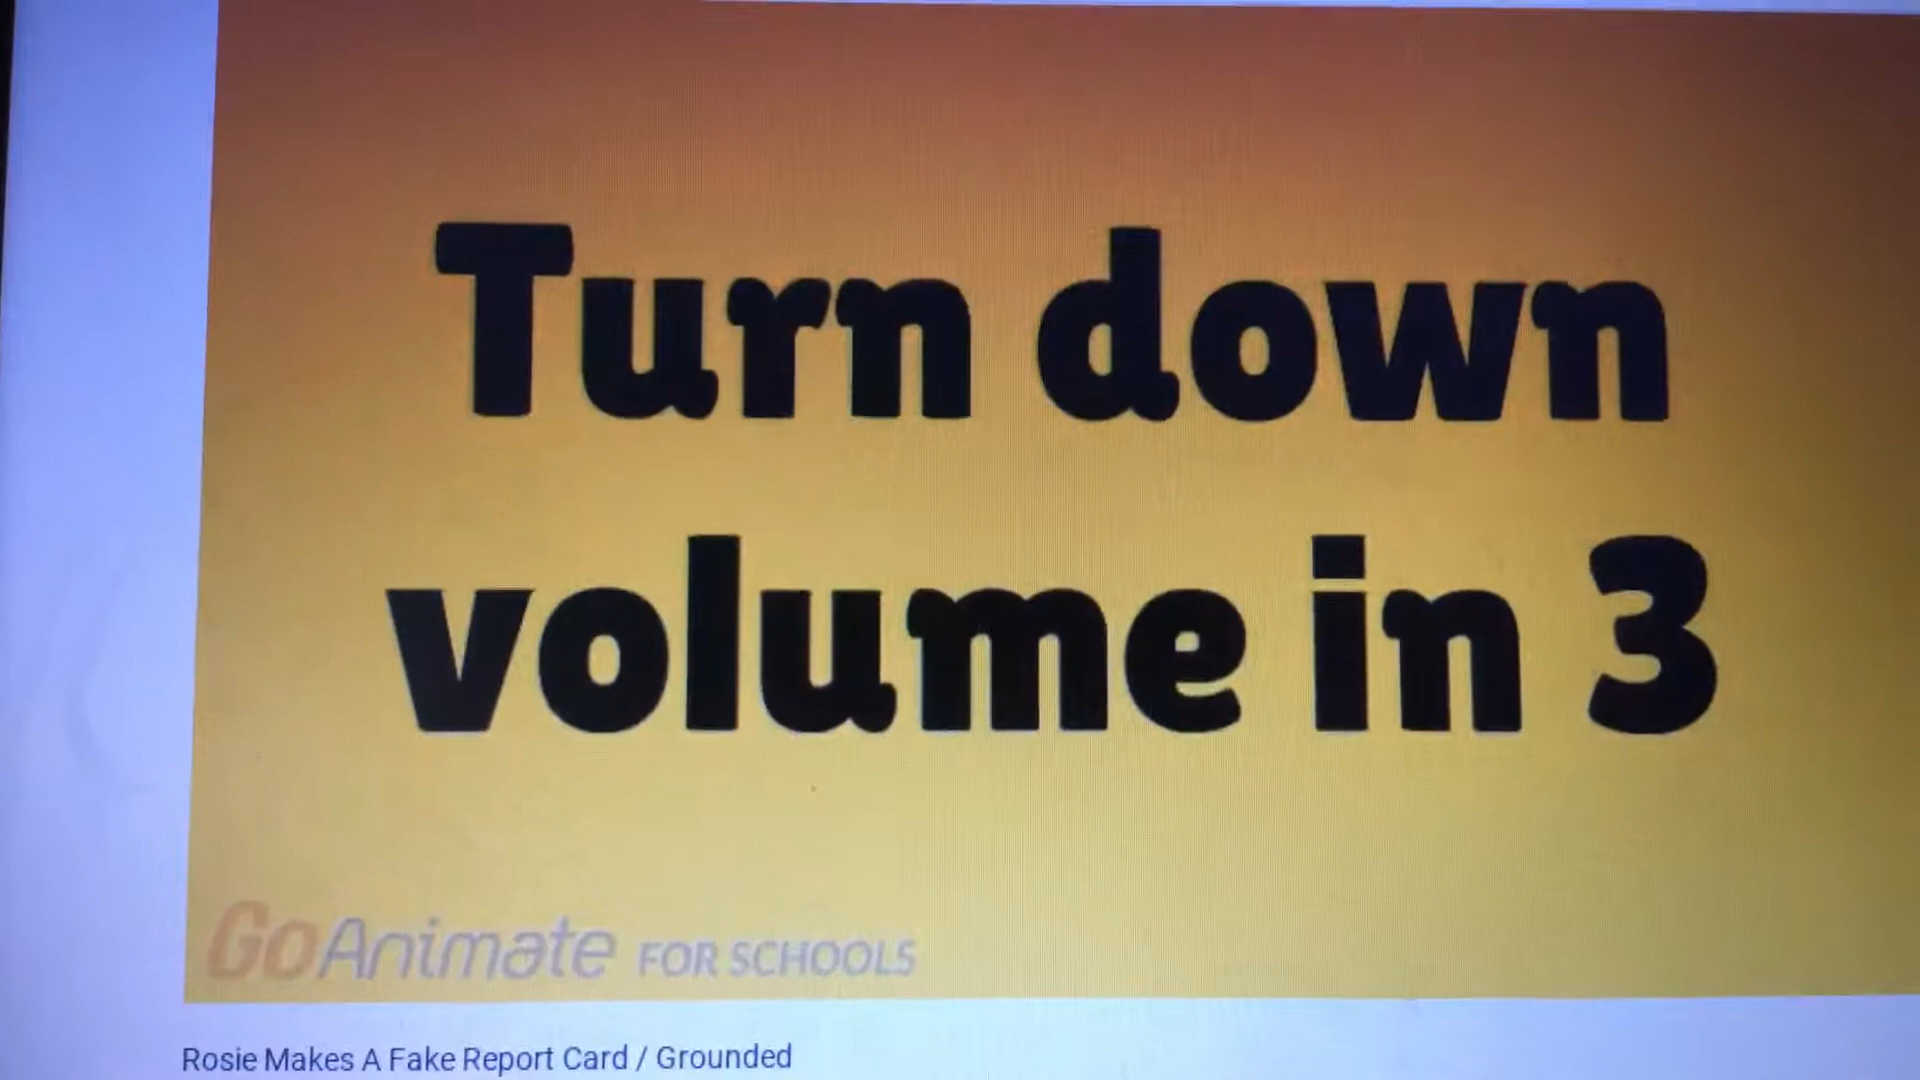 Turn down
volume in 3
GoAnimate FOR SCHOOLS
Rosie Makes A Fake Report Card / Grounded